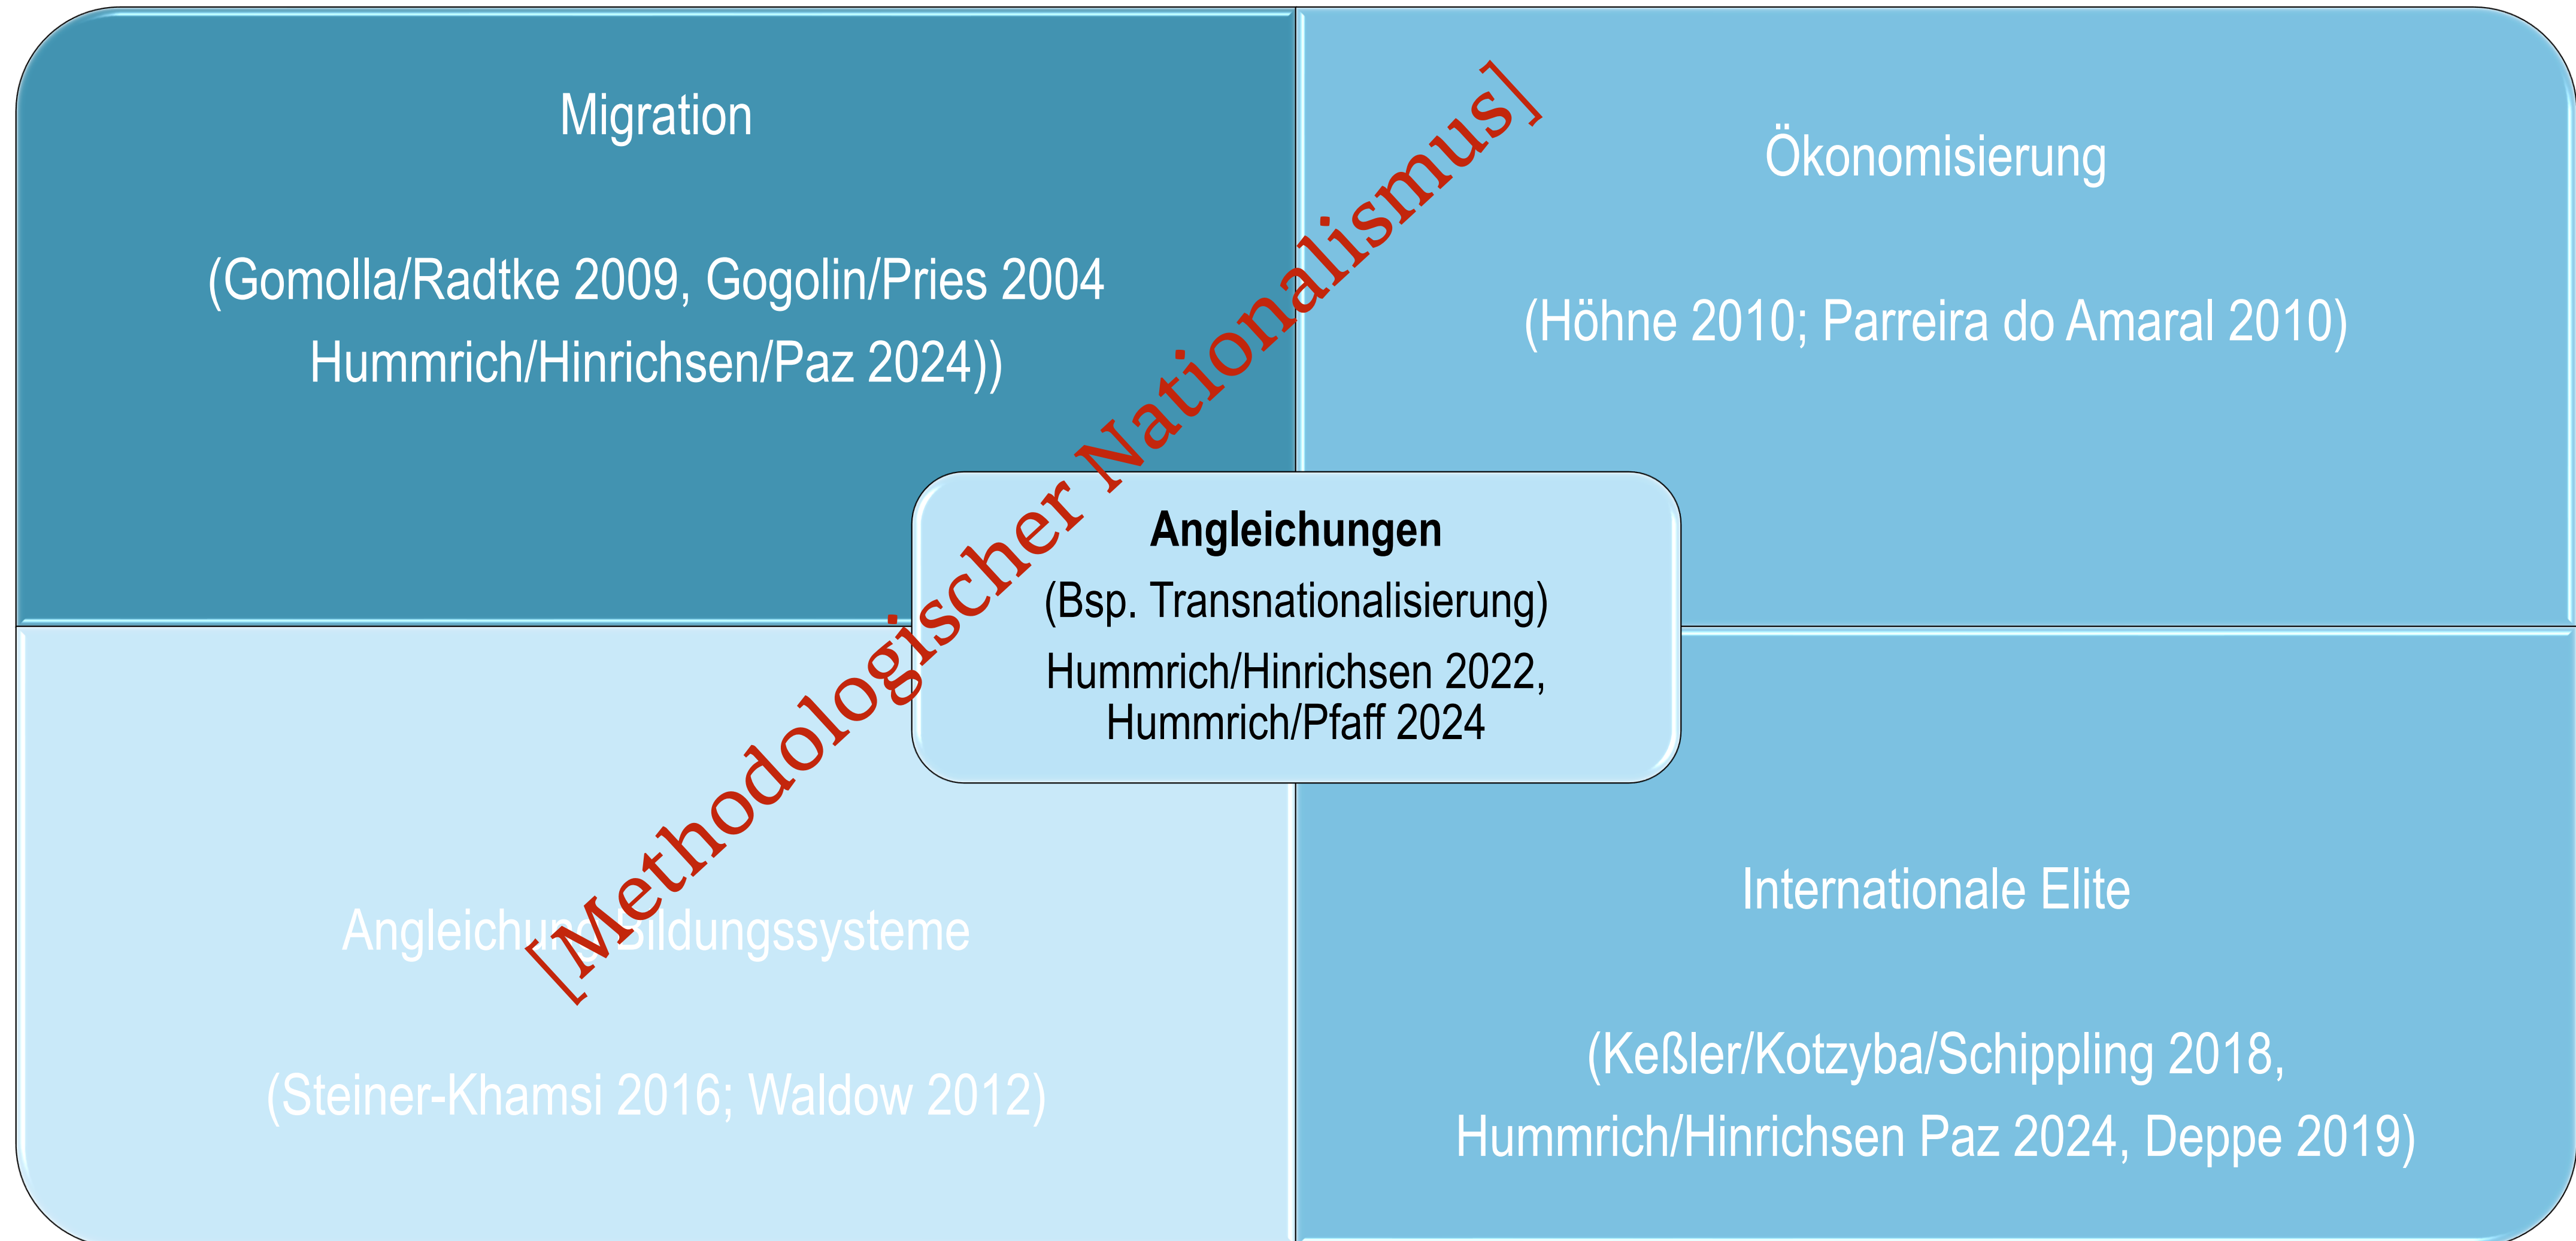 Migration
(Gomolla/Radtke 2009, Gogolin/Pries 2004
Hummrich/Hinrichsen/Paz 2024))
Ökonomisierung
(Höhne 2010; Parreira do Amaral 2010)
[Methodologischer Nationalismus]
Angleichungen
(Bsp. Transnationalisierung)
Hummrich/Hinrichsen 2022,
Hummrich/Pfaff 2024
Angleichung Bildungssysteme
(Steiner-Khamsi 2016; Waldow 2012)
Internationale Elite
(Keßler/Kotzyba/Schippling 2018,
Hummrich/Hinrichsen Paz 2024, Deppe 2019)